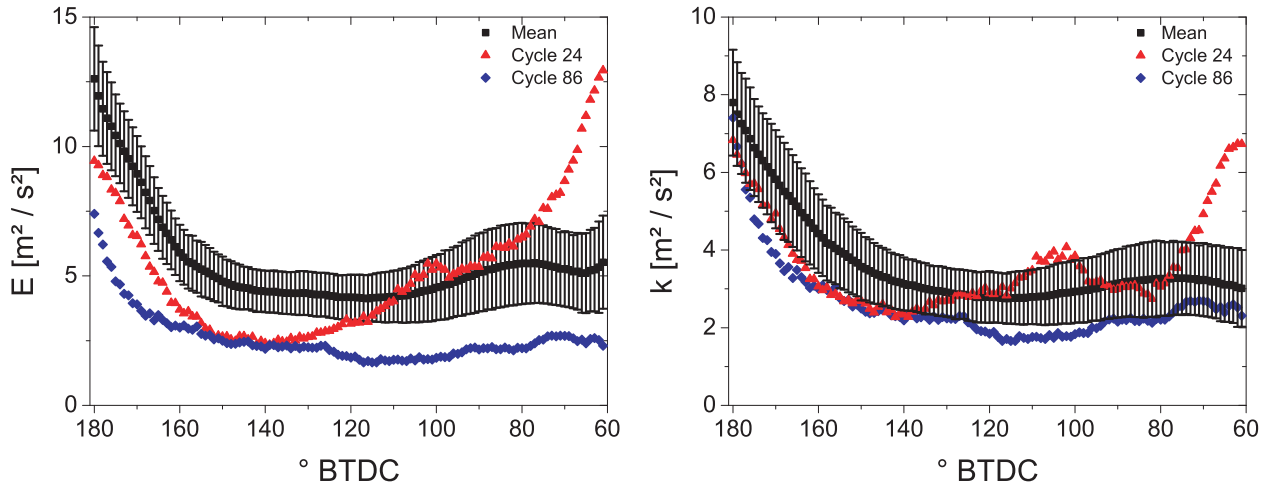 15
10
5
0
E [m² / s²]
180 160 140 120 100 80 60
° BTDC
Mean
Cycle 24
Cycle 86
10
8
6
4
2
0
k [m² / s²]
180 160 140 120 100 80 60
° BTDC
Mean
Cycle 24
Cycle 86